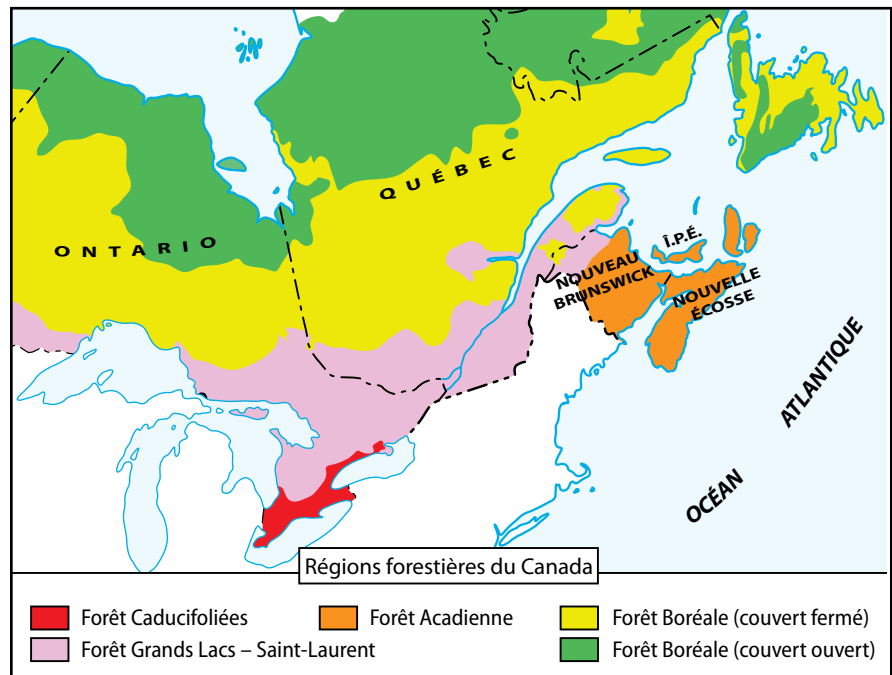 QUÉBEC
ONTARIO
Î.P.É.
NOUVEAU
BRUNSWICK
NOUVELLE
ÉCOSSE
OCÉAN
ATLANTIQUE
Régions forestières du Canada
Forêt Caducifoliées
Forêt Acadienne
Forêt Boréale (couvert fermé)
Forêt Grands Lacs – Saint-Laurent
Forêt Boréale (couvert ouvert)